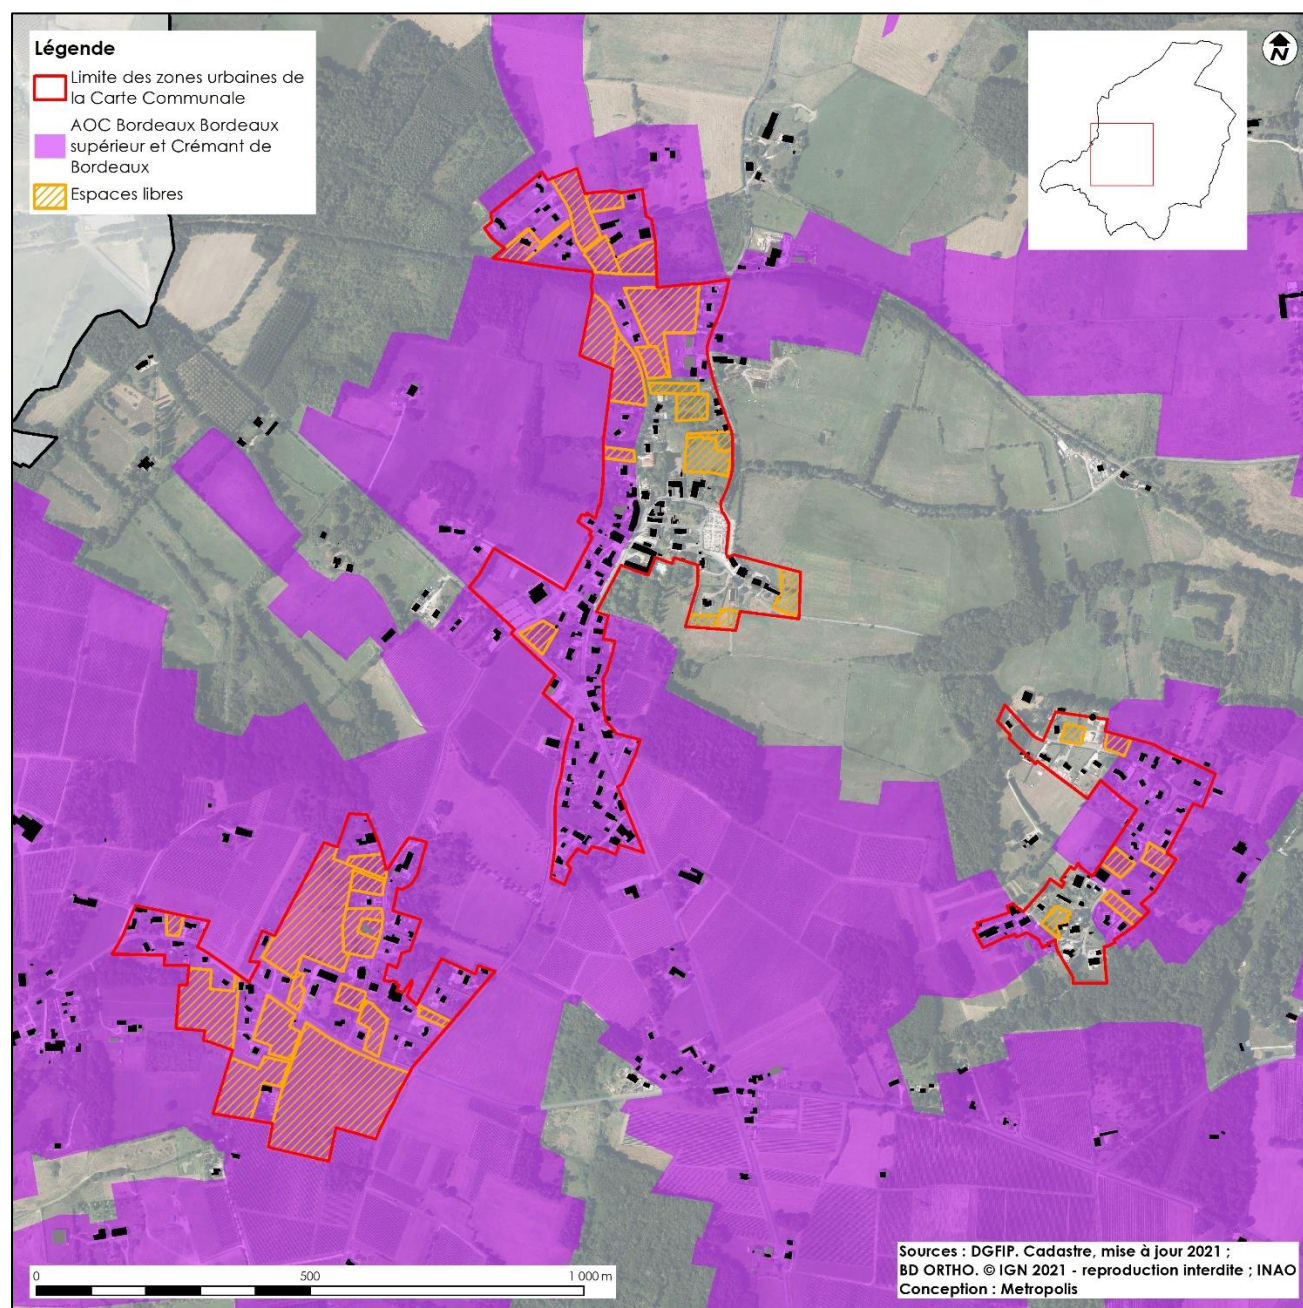 Légende
Limite des zones urbaines de
la Carte Communale
AOC Bordeaux Bordeaux
supérieur et Crémant de
Bordeaux
Espaces libres
N
0 500 1 000 m
Sources : DGFIP. Cadastre, mise à jour 2021 ;
BD ORTHO. © IGN 2021 - reproduction interdite ; INAO
Conception : Metropolis